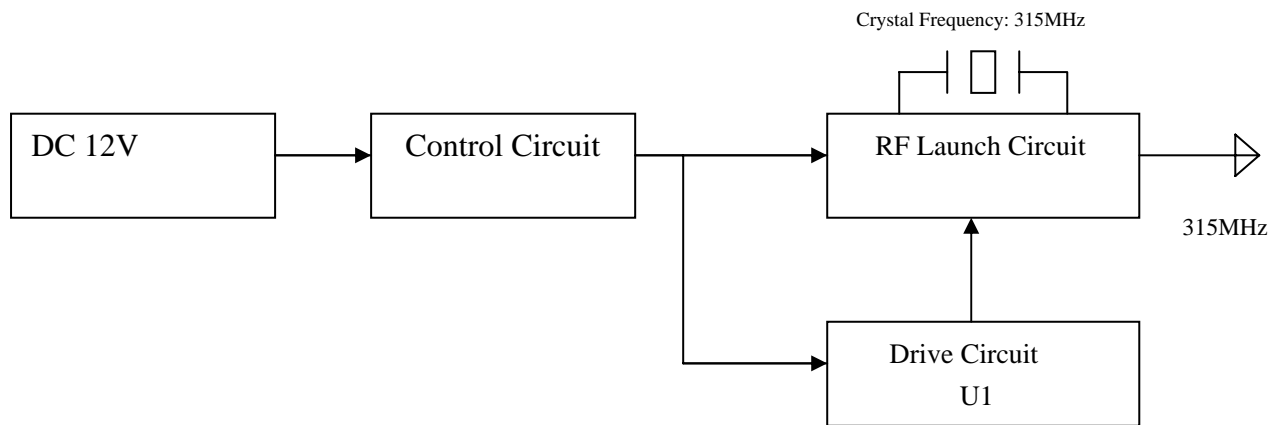 Crystal Frequency: 315MHz
DC 12V
Control Circuit
RF Launch Circuit
315MHz
Drive Circuit
U1